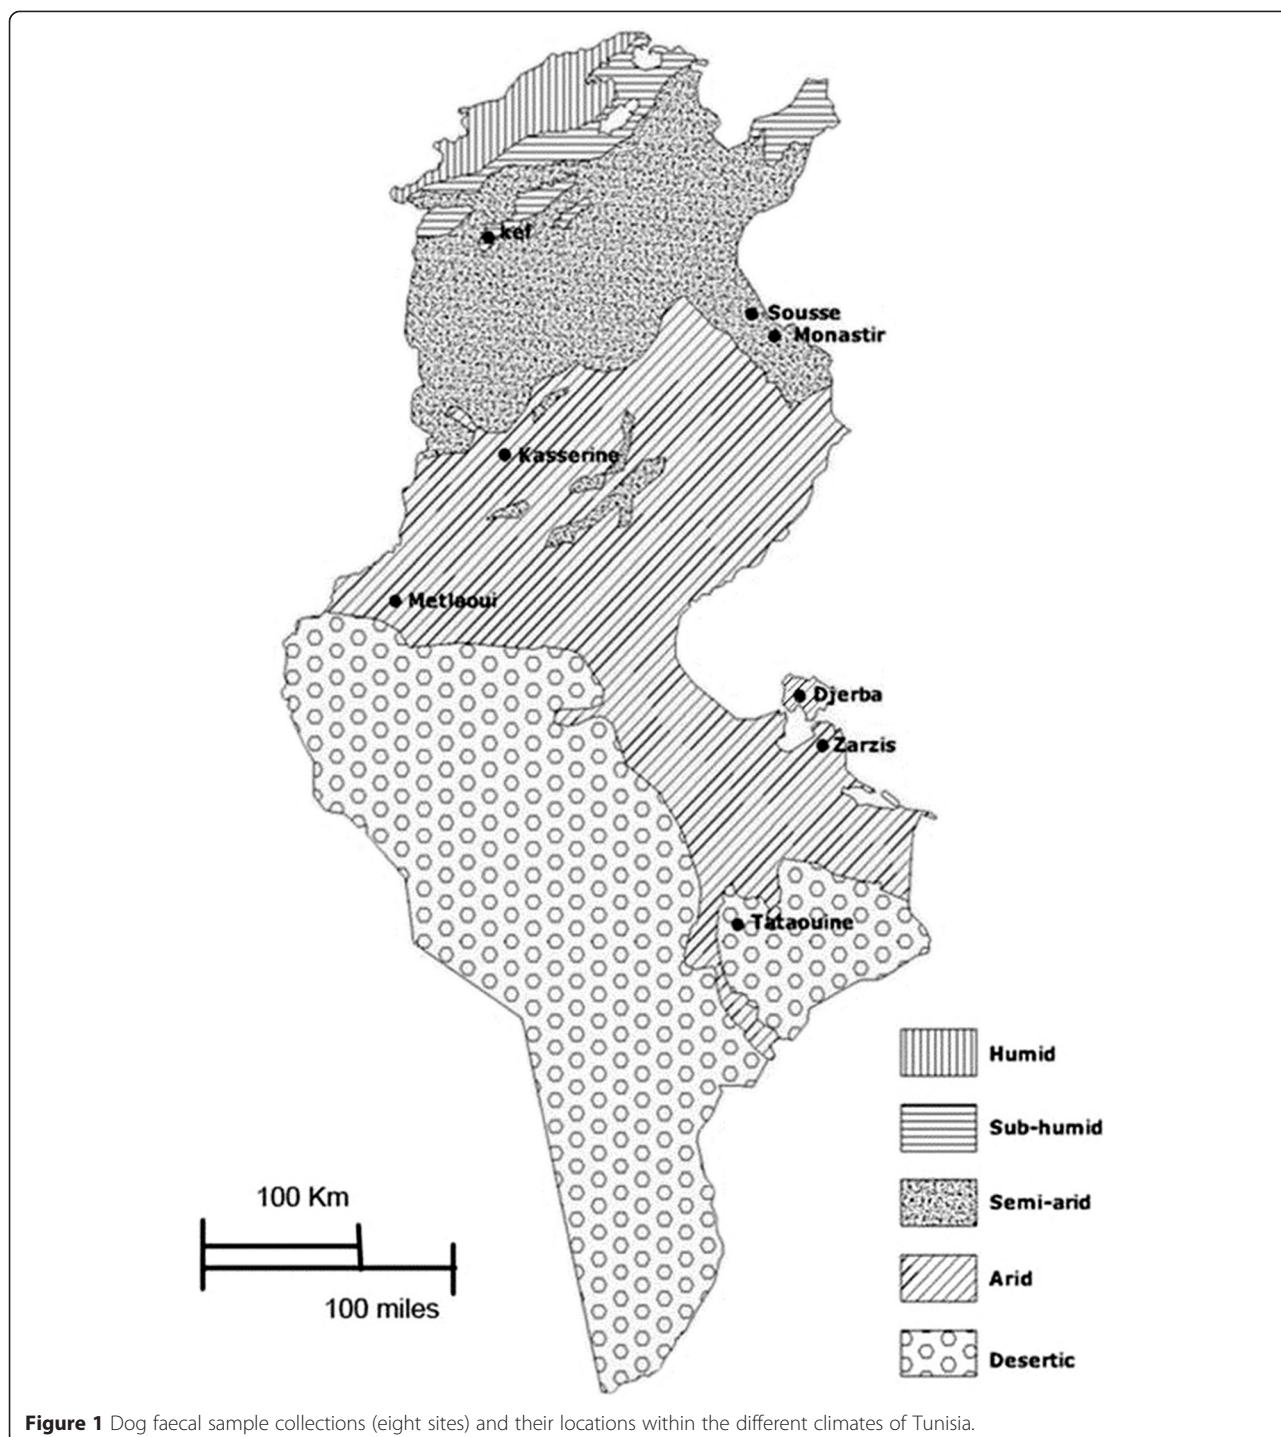 kef
Sousse
Monastir
Kasserine
Metlaoui
Djerba
Zarzis
Tataouine
Humid
Sub-humid
Semi-arid
Arid
Desertic
100 Km
100 miles
Figure 1 Dog faecal sample collections (eight sites) and their locations within the different climates of Tunisia.